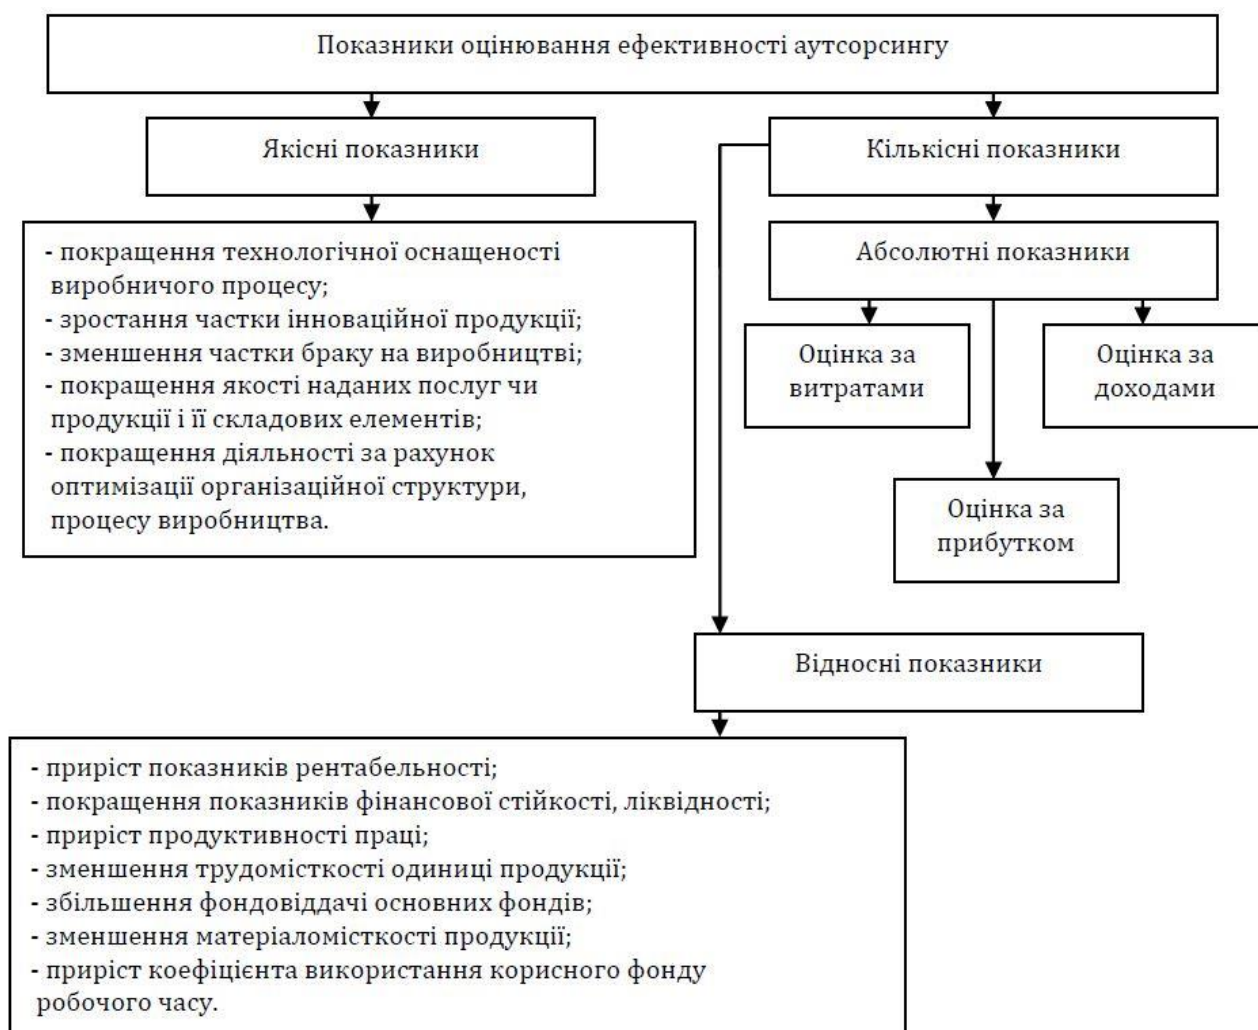 Показники оцінювання ефективності аутсорсингу
Якісні показники
Кількісні показники
- покращення технологічної оснащеності
виробничого процесу;
- зростання частки інноваційної продукції;
- зменшення частки браку на виробництві;
- покращення якості наданих послуг чи
продукції і її складових елементів;
- покращення діяльності за рахунок
оптимізації організаційної структури,
процесу виробництва.
Абсолютні показники
Оцінка за
витратами
Оцінка за
доходами
Оцінка за
прибутком
Відносні показники
- приріст показників рентабельності;
- покращення показників фінансової стійкості, ліквідності;
- приріст продуктивності праці;
- зменшення трудомісткості одиниці продукції;
- збільшення фондовіддачі основних фондів;
- зменшення матеріаломісткості продукції;
- приріст коефіцієнта використання корисного фонду
робочого часу.